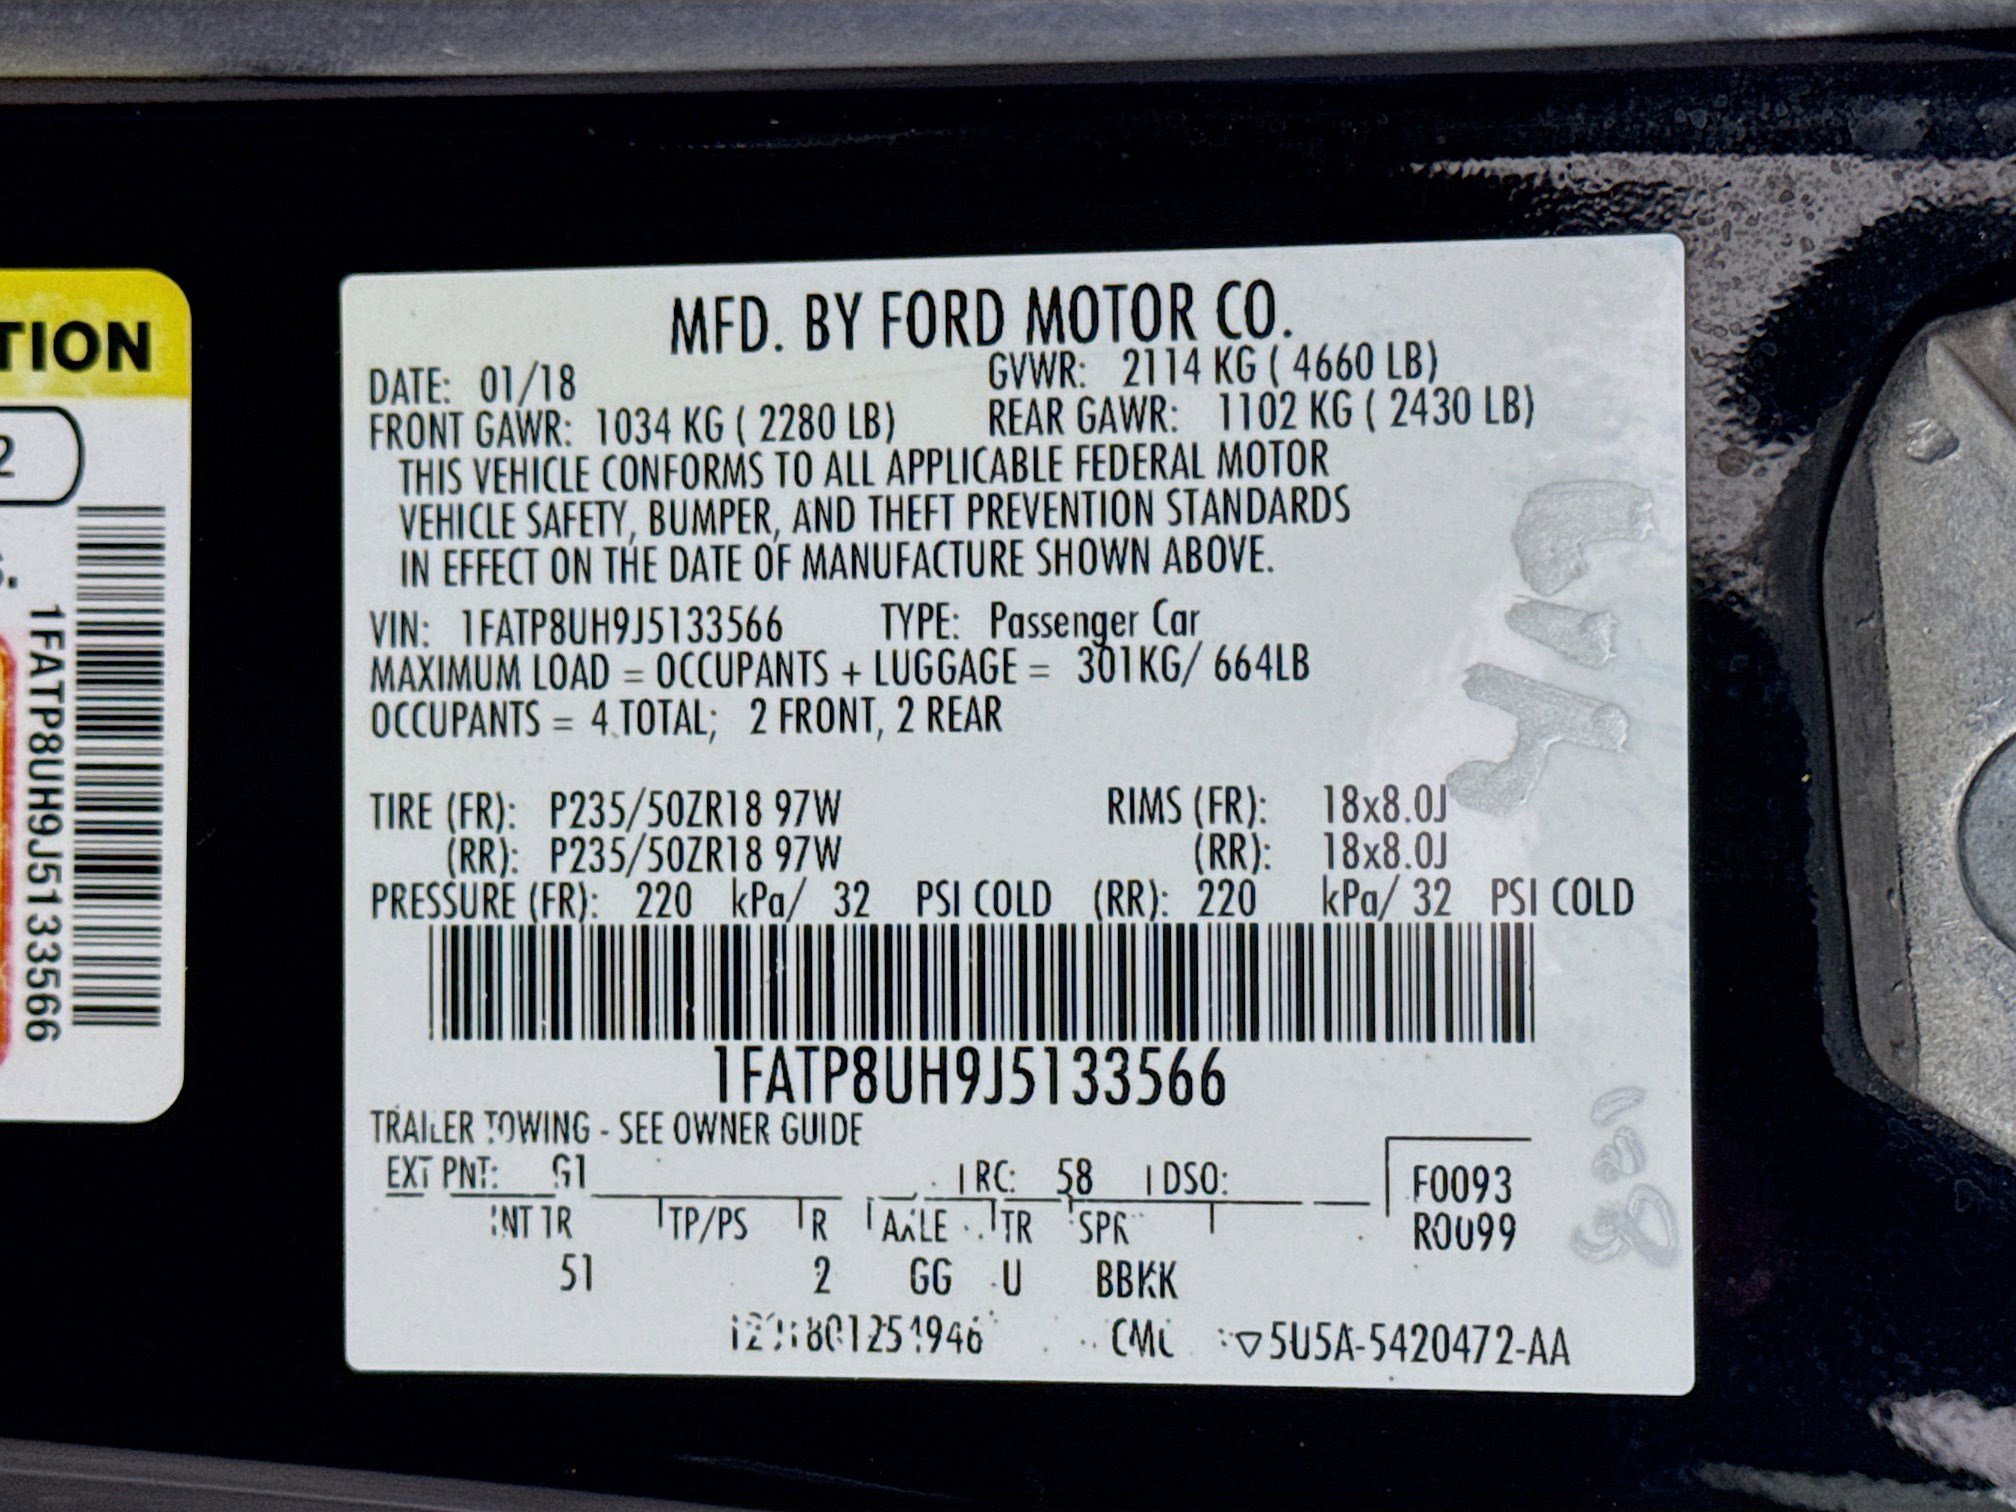 TION
2
1FATP8UH9J5133566
MFD. BY FORD MOTOR CO.
DATE: 01/18 GVWR: 2114 KG ( 4660 LB)
FRONT GAWR: 1034 KG ( 2280 LB) REAR GAWR: 1102 KG ( 2430 LB)
THIS VEHICLE CONFORMS TO ALL APPLICABLE FEDERAL MOTOR
VEHICLE SAFETY, BUMPER, AND THEFT PREVENTION STANDARDS
IN EFFECT ON THE DATE OF MANUFACTURE SHOWN ABOVE.
VIN: 1FATP8UH9J5133566 TYPE: Passenger Car
MAXIMUM LOAD = OCCUPANTS + LUGGAGE = 301KG/ 664LB
OCCUPANTS = 4 TOTAL; 2 FRONT, 2 REAR
TIRE (FR): P235/50ZR18 97W RIMS (FR): 18x8.0J
(RR): P235/50ZR18 97W (RR): 18x8.0J
PRESSURE (FR): 220 kPa/ 32 PSI COLD (RR): 220 kPa/ 32 PSI COLD
1FATP8UH9J5133566
TRAILER TOWING - SEE OWNER GUIDE
EXT PNT: G1 RC: 58 DSO: F0093
INT TR TP/PS R AXLE TR SPR R0099
51 2 GG U BBKK
5U5A-5420472-AA